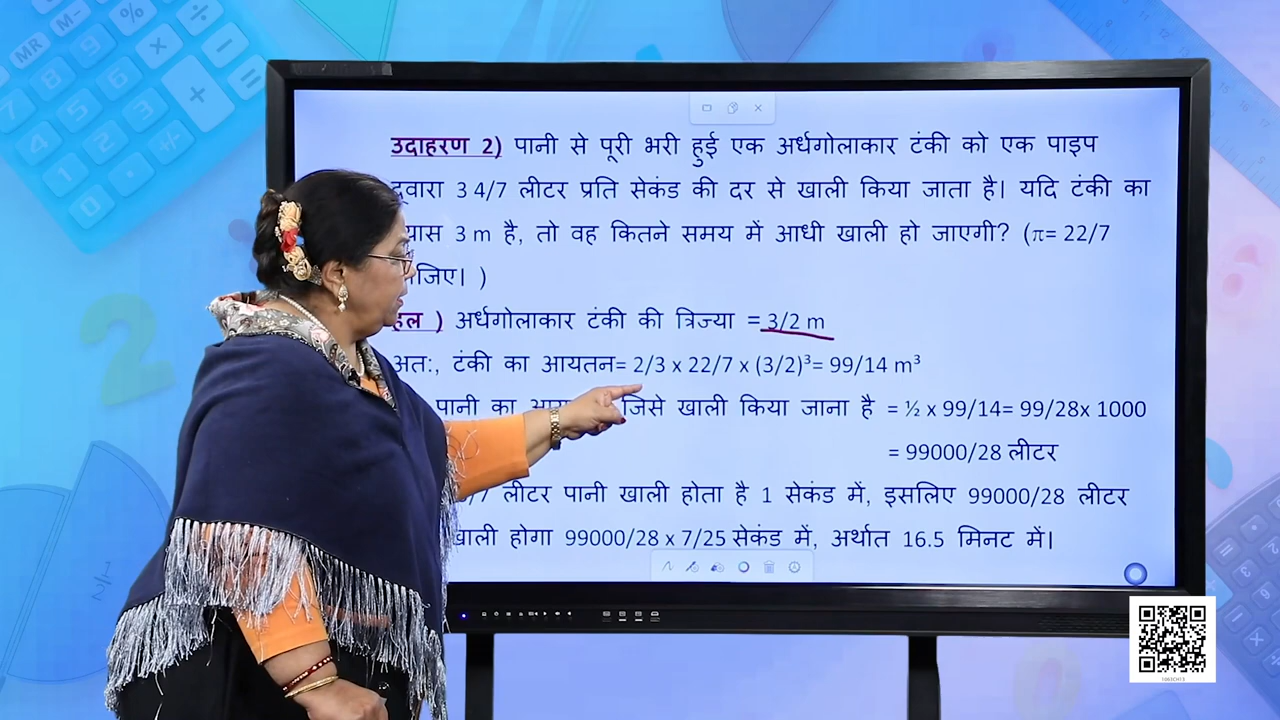 उदाहरण 2) पानी से पूरी भरी हुई एक अर्धगोलाकार टंकी को एक पाइप
द्वारा 3 4/7 लीटर प्रति सेकंड की दर से खाली किया जाता है। यदि टंकी का
3 m है, तो वह कितने समय में आधी खाली हो जाएगी? (π= 22/7
)
हल ) अर्धगोलाकार टंकी की त्रिज्या = 3/2 m
अत:, टंकी का आयतन= 2/3 x 22/7 x (3/2)³= 99/14 m³
पानी का जिसे खाली किया जाना है = ½ x 99/14= 99/28x 1000
= 99000/28 लीटर
लीटर पानी खाली होता है 1 सेकंड में, इसलिए 99000/28 लीटर
होगा 99000/28 x 7/25 सेकंड में, अर्थात 16.5 मिनट में।
1063CH13